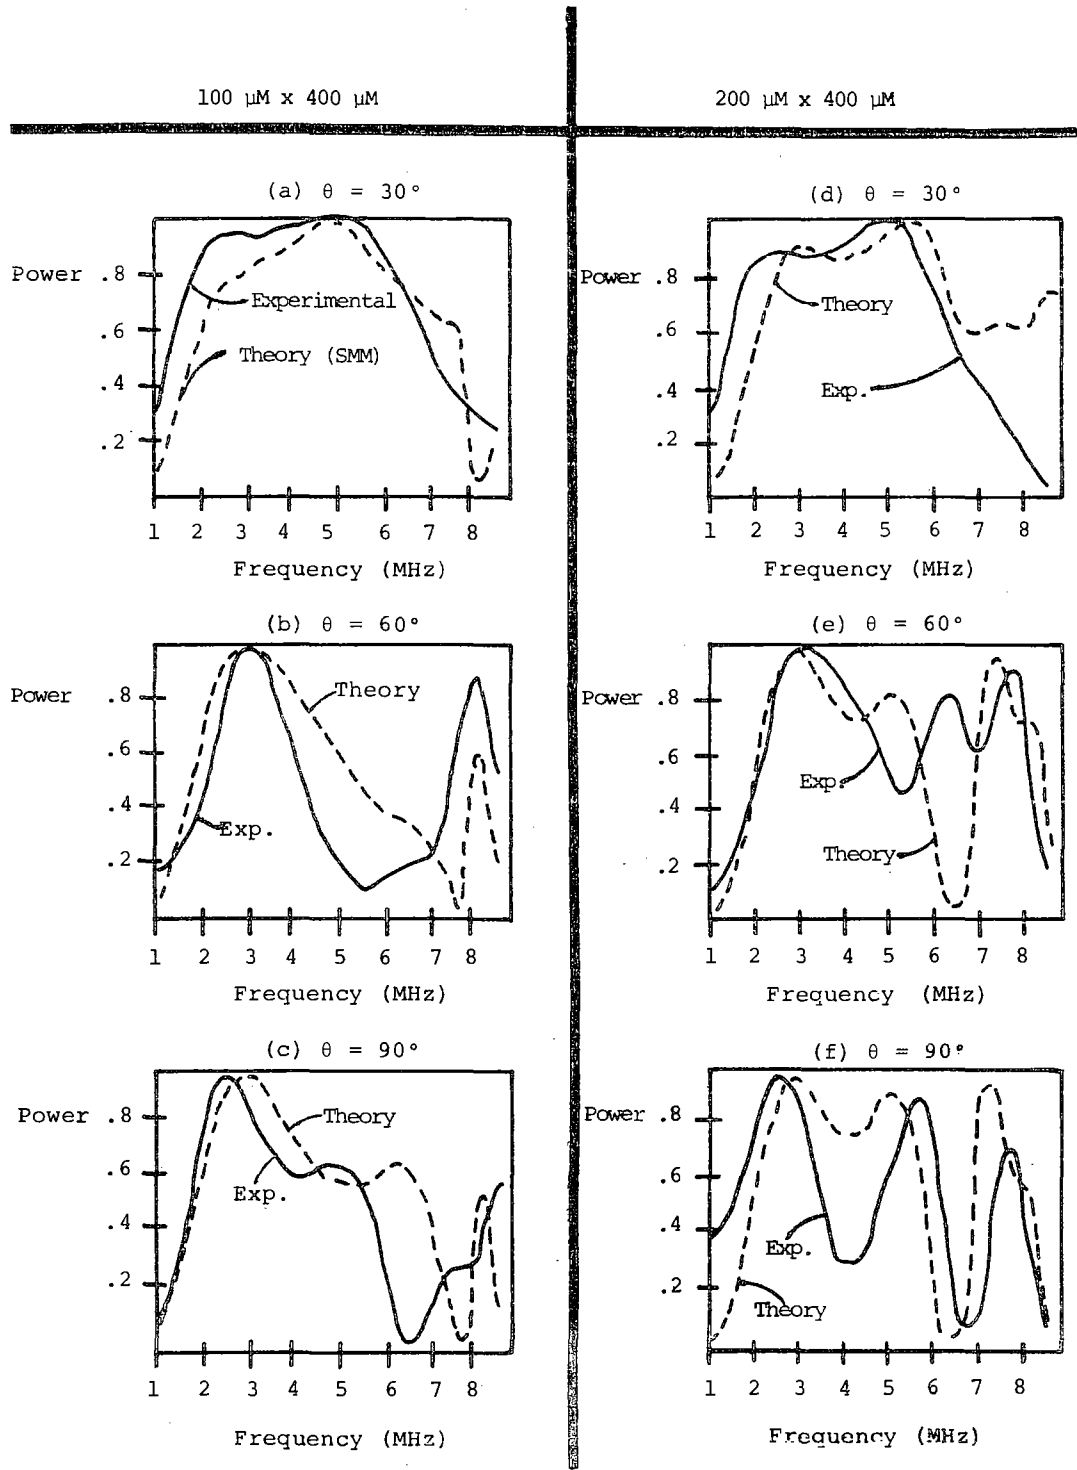 100 µM x 400 µM
200 µM x 400 µM
(a) θ = 30°
Power .8
.6
.4
.2
Experimental
Theory (SMM)
1 2 3 4 5 6 7 8
Frequency (MHz)
(d) θ = 30°
Power .8
.6
.4
.2
Theory
Exp.
1 2 3 4 5 6 7 8
Frequency (MHz)
(b) θ = 60°
Power .8
.6
.4
.2
Theory
Exp.
1 2 3 4 5 6 7 8
Frequency (MHz)
(e) θ = 60°
Power .8
.6
.4
.2
Exp.
Theory
1 2 3 4 5 6 7 8
Frequency (MHz)
(c) θ = 90°
Power .8
.6
.4
.2
Theory
Exp.
1 2 3 4 5 6 7 8
Frequency (MHz)
(f) θ = 90°
Power .8
.6
.4
.2
Exp.
Theory
1 2 3 4 5 6 7 8
Frequency (MHz)